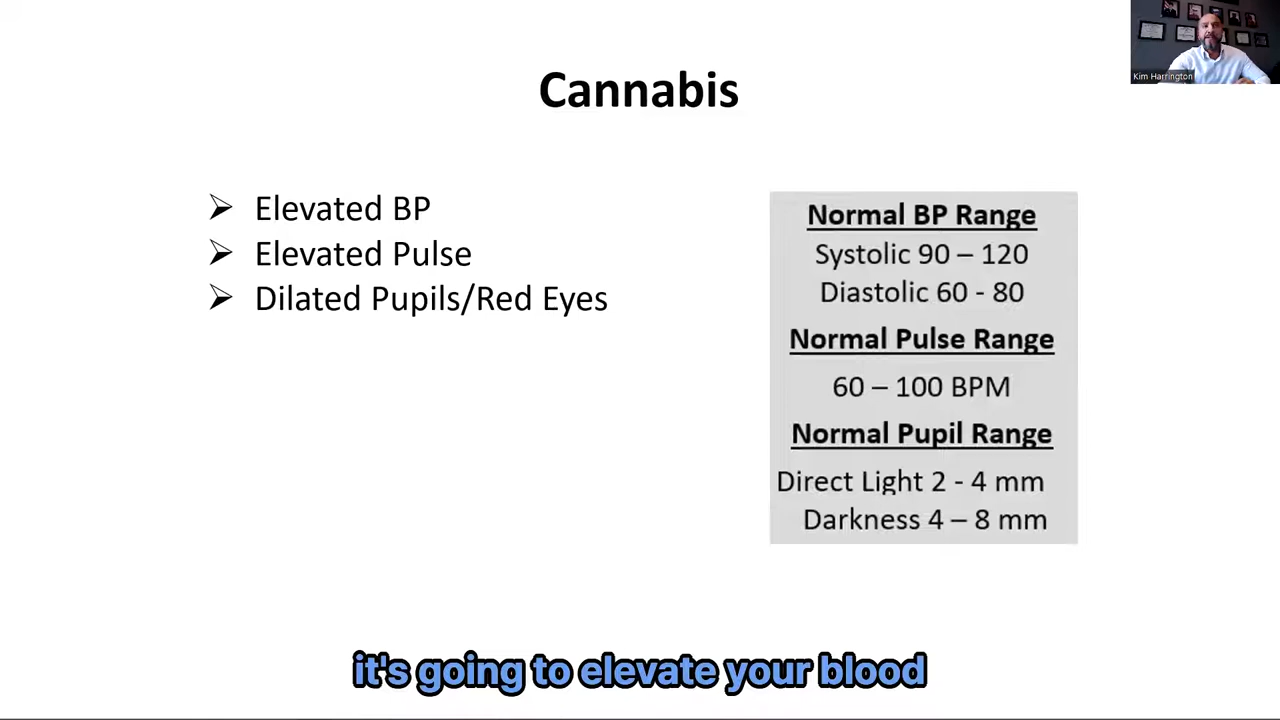 Cannabis
Kim Harrington
➢ Elevated BP
➢ Elevated Pulse
➢ Dilated Pupils/Red Eyes
Normal BP Range
Systolic 90 – 120
Diastolic 60 - 80
Normal Pulse Range
60 – 100 BPM
Normal Pupil Range
Direct Light 2 - 4 mm
Darkness 4 – 8 mm
it's going to elevate your blood